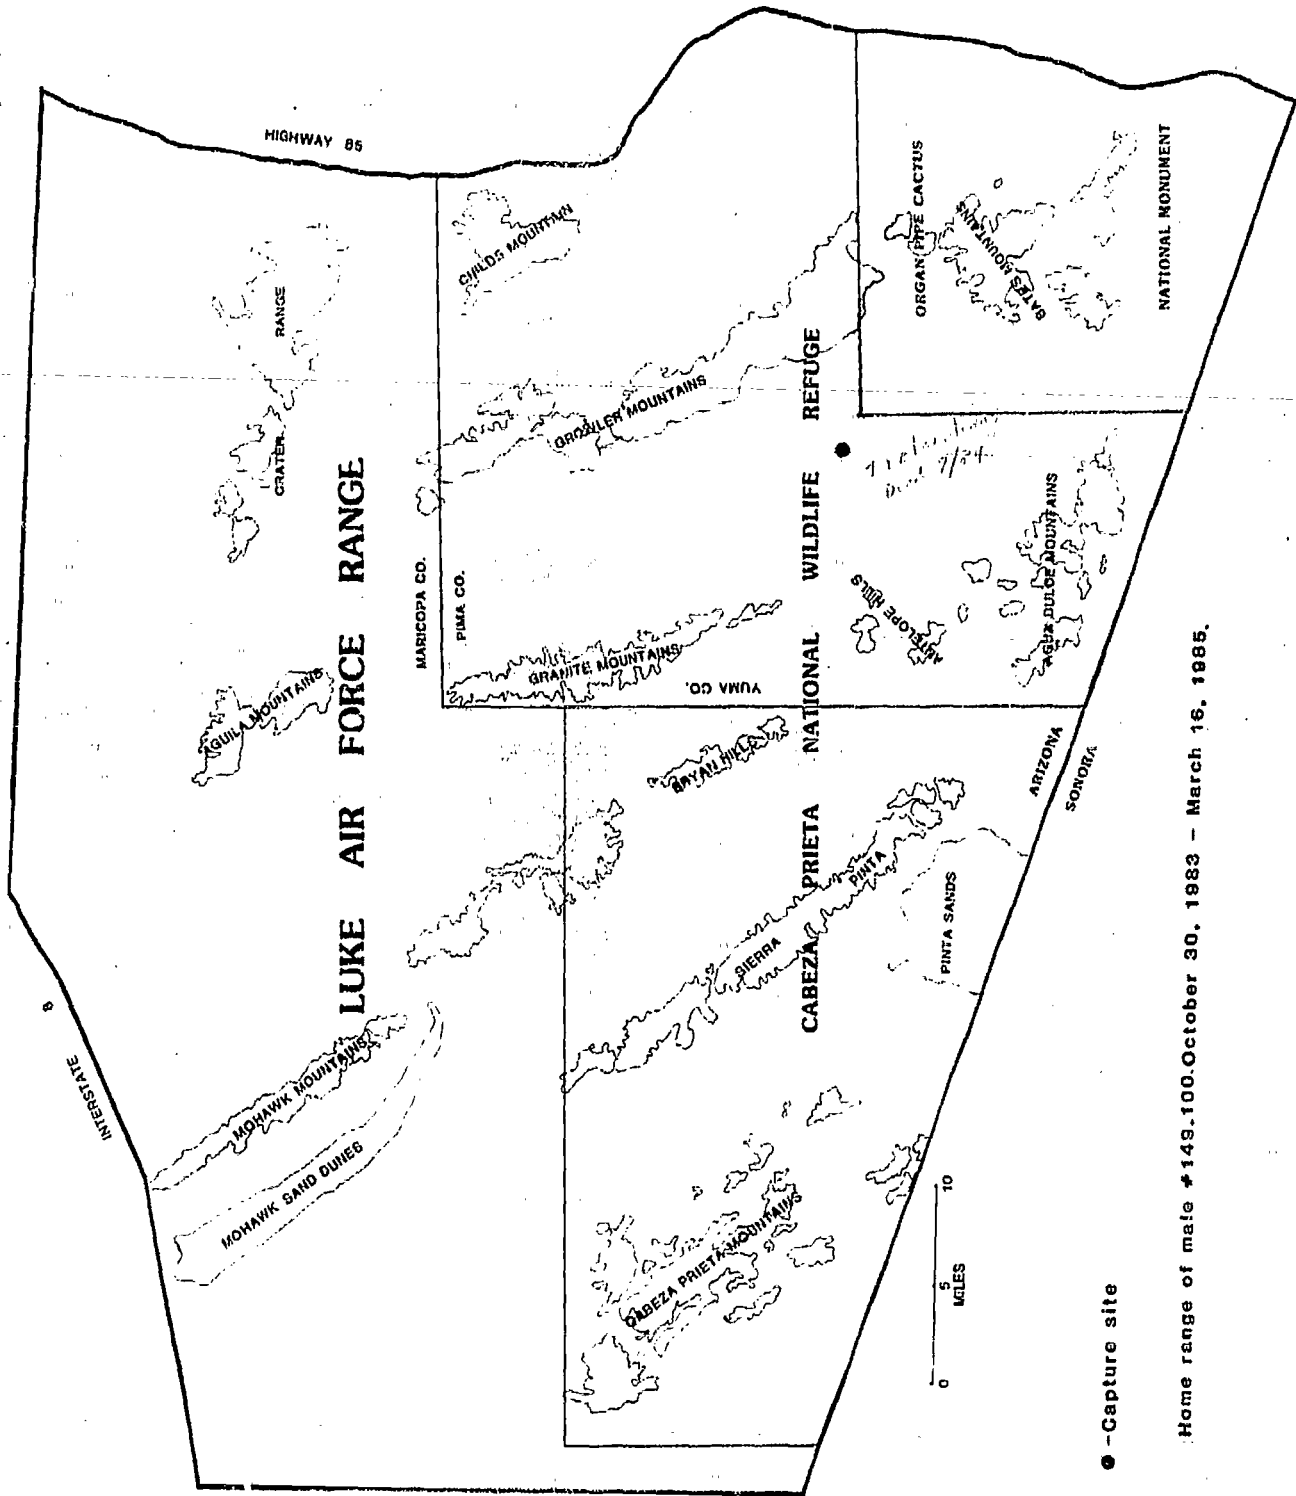 HIGHWAY 85
INTERSTATE 8
CRATER RANGE
CHILDS MOUNTAIN
AGUILA MOUNTAINS
LUKE AIR FORCE RANGE
MOHAWK MOUNTAINS
MOHAWK SAND DUNES
MARICOPA CO.
PIMA CO.
GROWLER MOUNTAINS
GRANITE MOUNTAINS
YUMA CO.
BRYAN HILLS
SIERRA PINTA
CABEZA PRIETA MOUNTAINS
CABEZA PRIETA NATIONAL WILDLIFE REFUGE
ORGAN PIPE CACTUS
NATIONAL MONUMENT
BATES MOUNTAINS
ANTELOPE HILLS
AGUA DULCE MOUNTAINS
PINTA SANDS
ARIZONA
SONORA
0 5 10
MILES
-Capture site
Home range of male #149.100.October 30, 1983 - March 16, 1985.